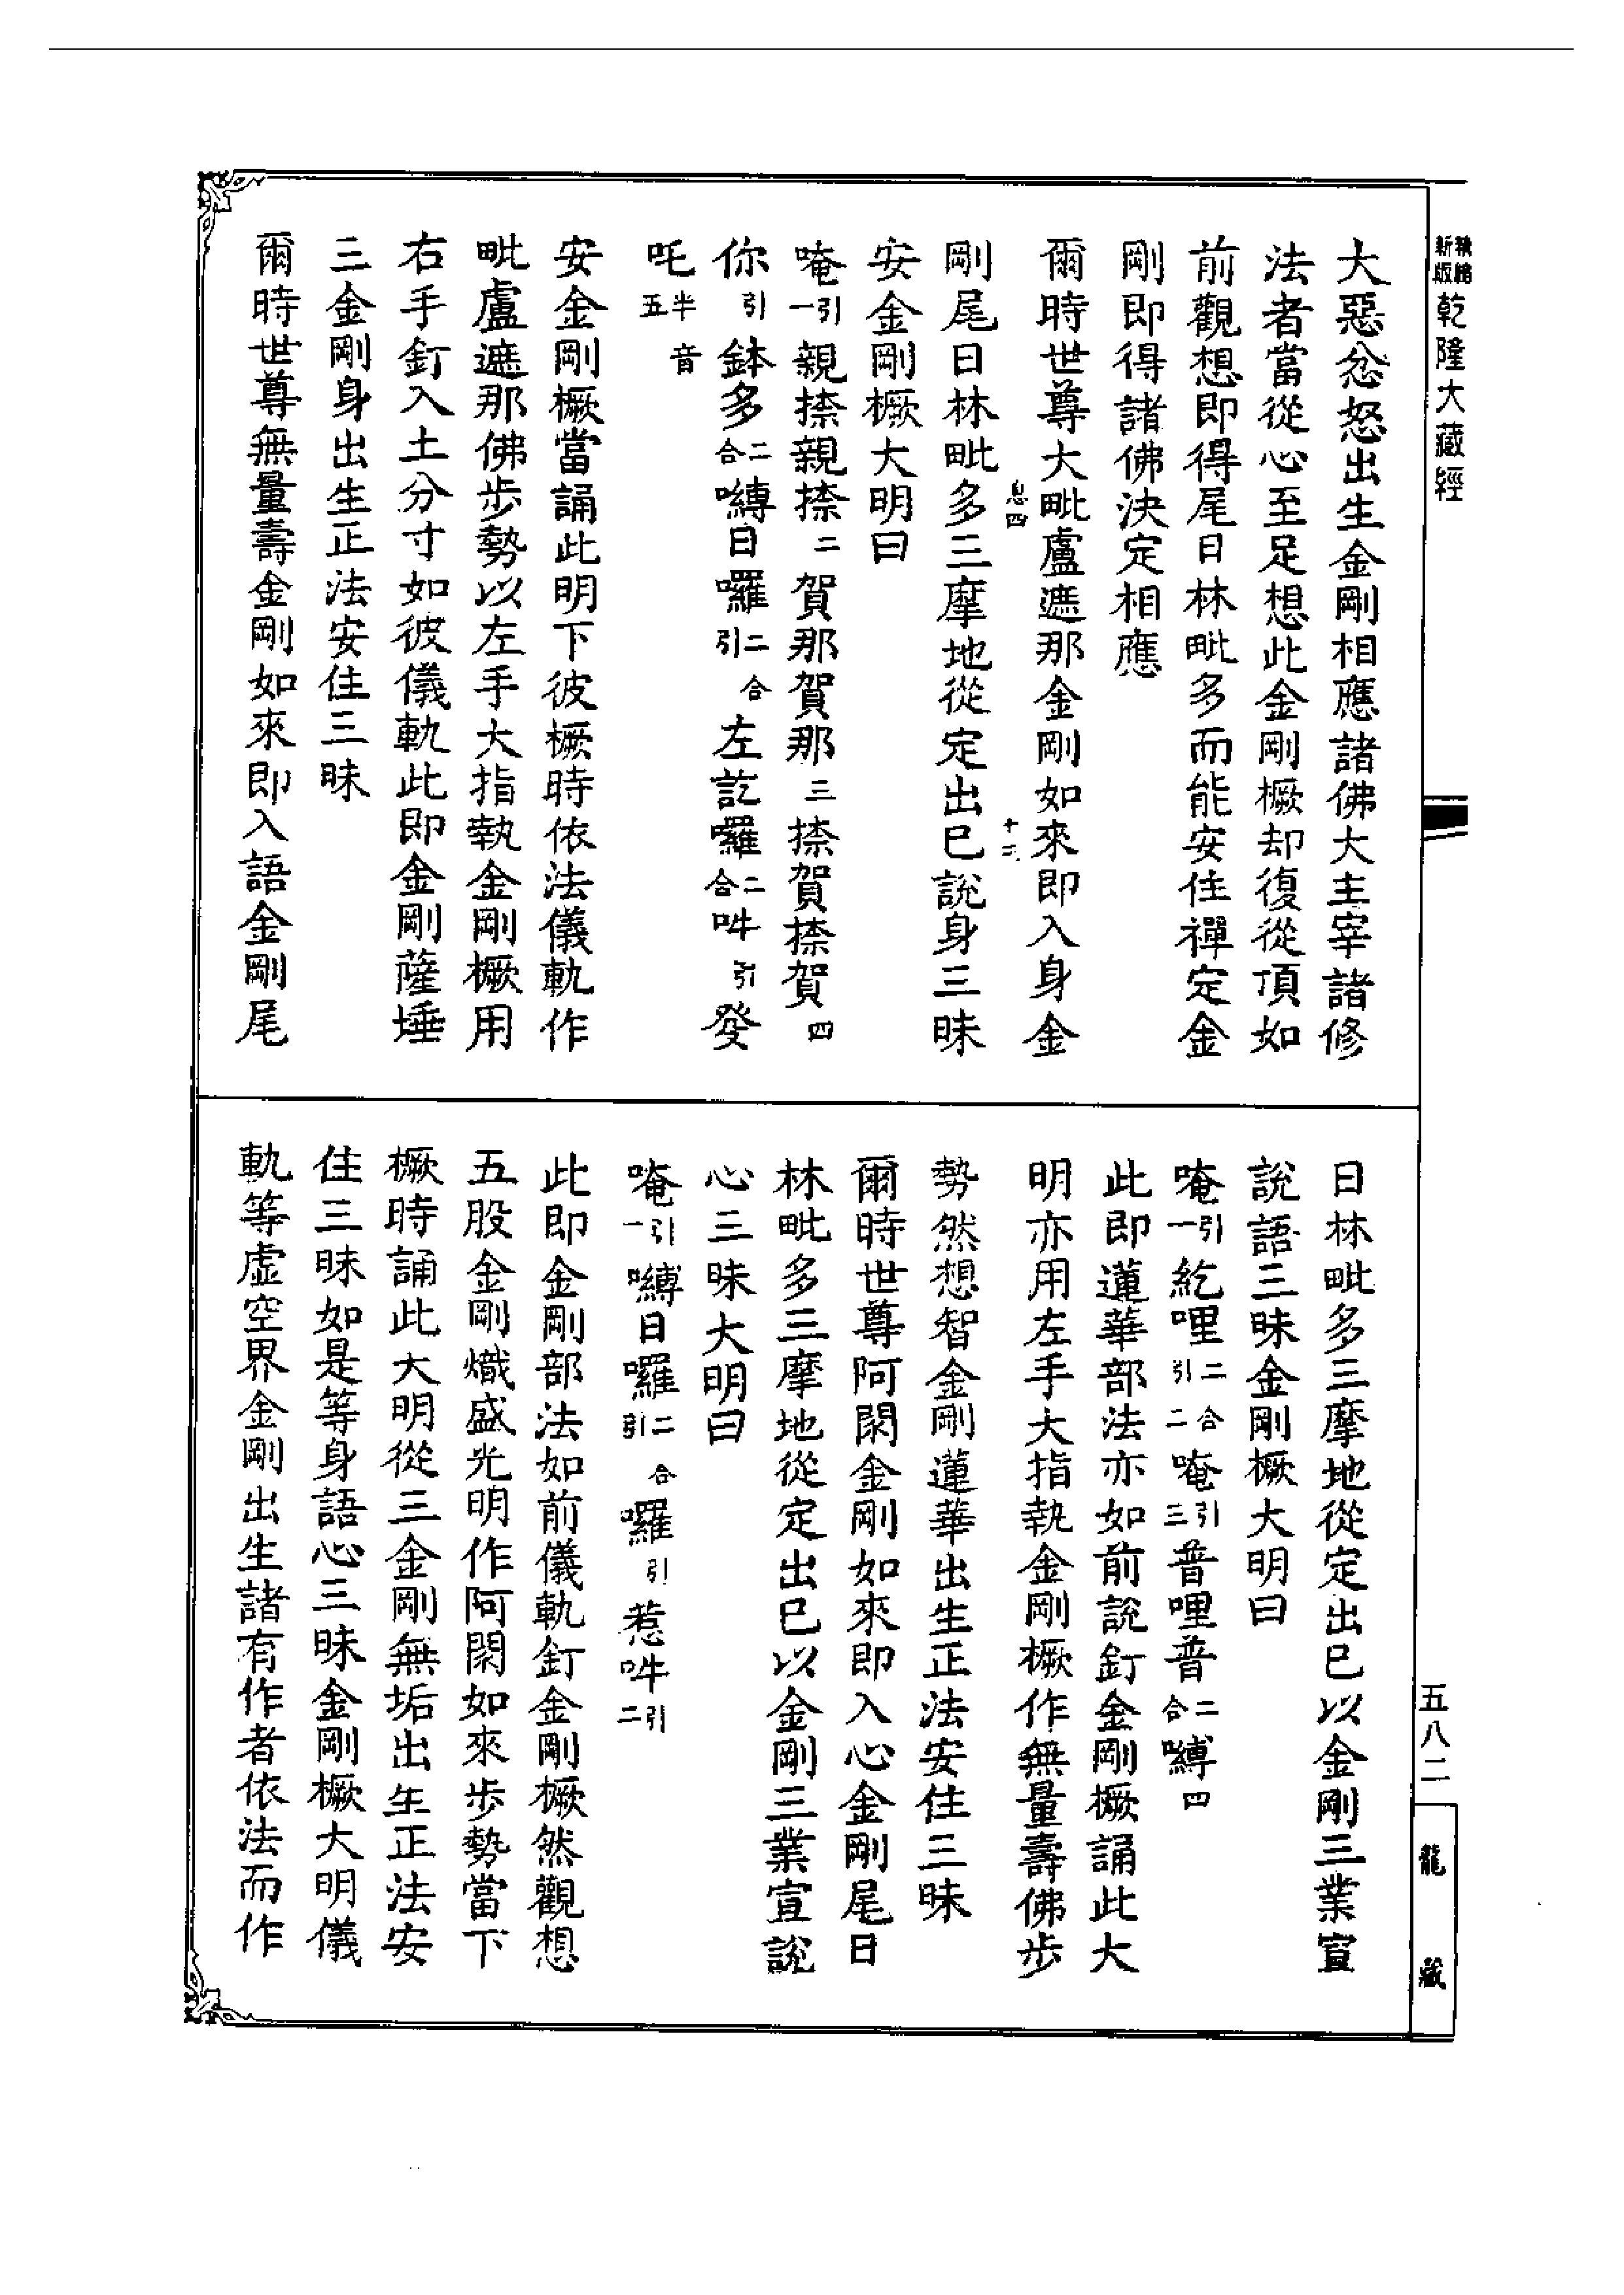 新版 精縮 乾隆大藏經
大惡忿怒出生金剛相應諸佛大主宰諸修
法者當從心至足想此金剛橛却復從頂如
前觀想即得尾日林毗多而能安住禪定金
剛即得諸佛決定相應
爾時世尊大毗盧遮那金剛如來即入身金
息四
剛尾日林毗多三摩地從定出已說身三昧
安金剛橛大明曰
唵引一親捺親捺二賀那賀那三捺賀捺賀四
你引鉢多二合嚩日囉二合引左訖囉二合吽引發
吒半音五
安金剛橛當誦此明下彼橛時依法儀軌作
毗盧遮那佛步勢以左手大指執金剛橛用
右手釘入土分寸如彼儀軌此即金剛薩埵
三金剛身出生正法安住三昧
爾時世尊無量壽金剛如來即入語金剛尾
日林毗多三摩地從定出已以金剛三業宣
說語三昧金剛橛大明曰
唵引一紇哩二合引二唵引三普哩普二合嚩四
此即蓮華部法亦如前說釘金剛橛誦此大
明亦用左手大指執金剛橛作無量壽佛步
勢然想智金剛蓮華出生正法安住三昧
爾時世尊阿閦金剛如來即入心金剛尾日
林毗多三摩地從定出已以金剛三業宣說
心三昧大明曰
唵引一嚩日囉二合引囉引惹吽引二
此即金剛部法如前儀軌釘金剛橛然觀想
五股金剛熾盛光明作阿閦如來步勢當下
橛時誦此大明從三金剛無垢出生正法安
住三昧如是等身語心三昧金剛橛大明儀
軌等虛空界金剛出生諸有作者依法而作
五八二
龍藏